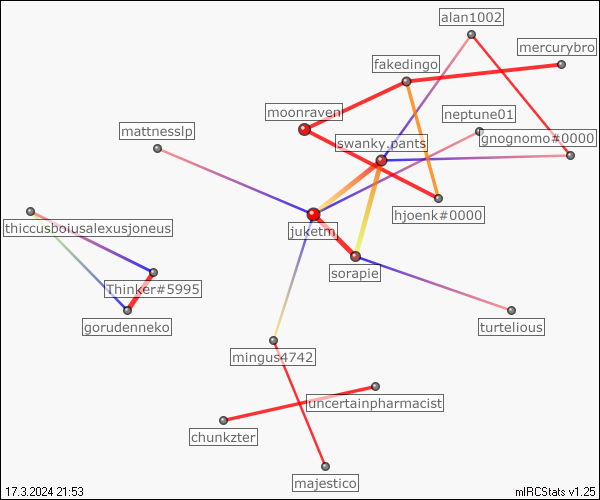 alan1002
mercurybro
fakedingo
moonraven
neptune01
mattnesslp
swanky.pants
gnognomo#0000
hjoenk#0000
thiccusboiusalexusjoneus
juketm
sorapie
Thinker#5995
gorudenneko
turtelious
mingus4742
uncertainpharmacist
chunkzter
majestico
17.3.2024 21:53
mIRCStats v1.25